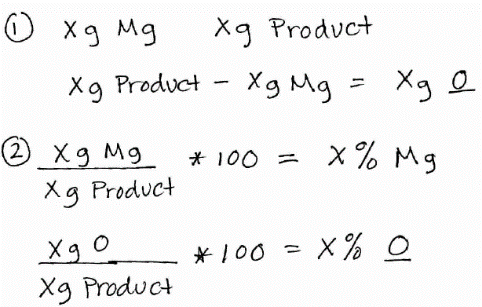 ① Xg Mg Xg Product
Xg Product - Xg Mg = Xg O
② Xg Mg * 100 = X% Mg
Xg Product
Xg O * 100 = X% O
Xg Product